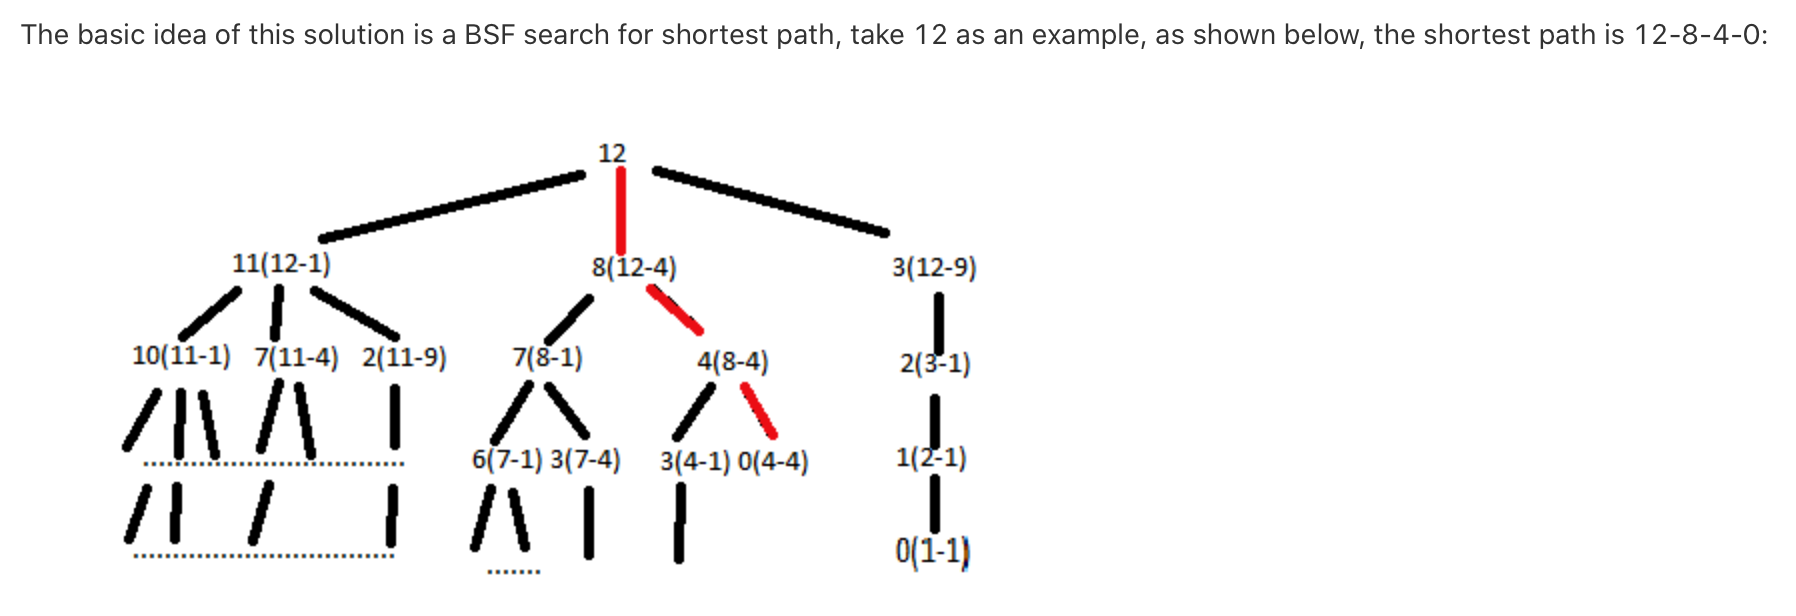 The basic idea of this solution is a BSF search for shortest path, take 12 as an example, as shown below, the shortest path is 12-8-4-0:
12
11(12-1) 8(12-4) 3(12-9)
10(11-1) 7(11-4) 2(11-9) 7(8-1) 4(8-4) 2(3-1)
6(7-1) 3(7-4) 3(4-1) 0(4-4) 1(2-1)
0(1-1)